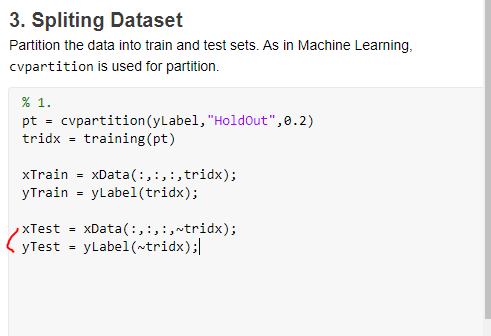 3. Spliting Dataset
Partition the data into train and test sets. As in Machine Learning,
cvpartition is used for partition.
% 1.
pt = cvpartition(yLabel,"HoldOut",0.2)
tridx = training(pt)
xTrain = xData(:,:,:,tridx);
yTrain = yLabel(tridx);
xTest = xData(:,:,:,~tridx);
yTest = yLabel(~tridx);